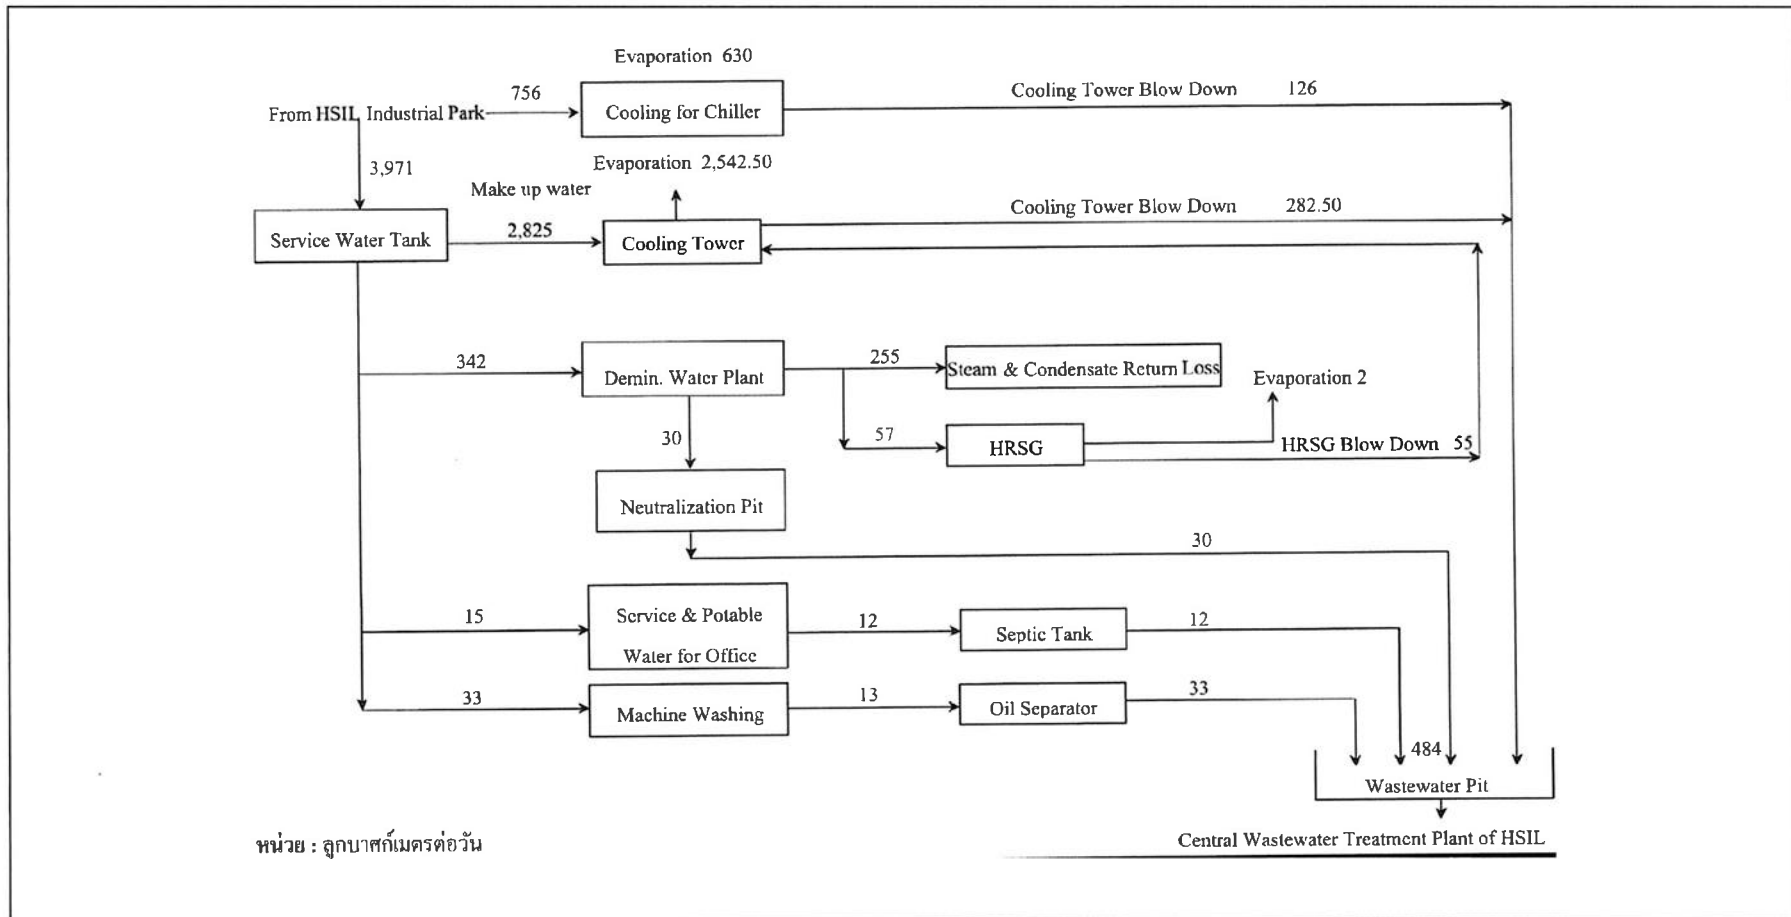 Evaporation 630
756
Cooling Tower Blow Down 126
From HSIL Industrial Park
Cooling for Chiller
3,971
Evaporation 2,542.50
Make up water
Cooling Tower Blow Down 282.50
Service Water Tank
2,825
Cooling Tower
342
Demin. Water Plant
255
Steam & Condensate Return Loss
Evaporation 2
30
57
HRSG
HRSG Blow Down 55
Neutralization Pit
30
15
Service & Potable
Water for Office
12
Septic Tank
12
33
Machine Washing
13
Oil Separator
33
484
Wastewater Pit
หน่วย : ลูกบาศก์เมตรต่อวัน
Central Wastewater Treatment Plant of HSIL